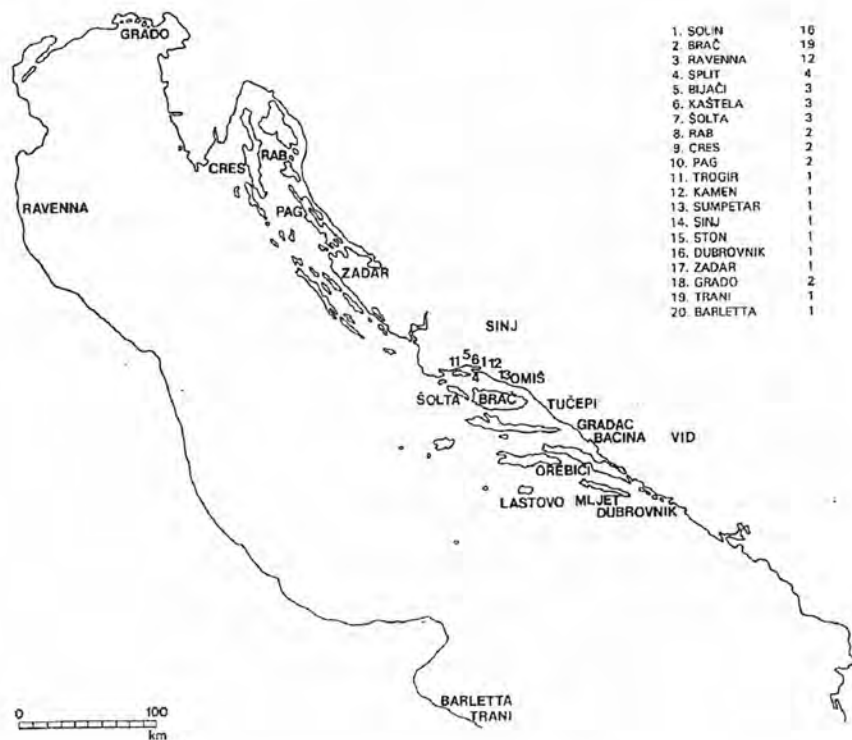 GRADO
CRES
RAB
RAVENNA
PAG
ZADAR
SINJ
11 5 6 1 12
4
13 OMIŠ
ŠOLTA
BRAČ
TUČEPI
GRADAC
BAĆINA
VID
OREBIĆI
LASTOVO
MLJET
DUBROVNIK
BARLETTA
TRANI
0 100
km
1. SOLIN 16
2. BRAČ 19
3. RAVENNA 12
4. SPLIT 4
5. BIJAĆI 3
6. KAŠTELA 3
7. ŠOLTA 3
8. RAB 2
9. CRES 2
10. PAG 2
11. TROGIR 1
12. KAMEN 1
13. SUMPETAR 1
14. SINJ 1
15. STON 1
16. DUBROVNIK 1
17. ZADAR 1
18. GRADO 2
19. TRANI 1
20. BARLETTA 1